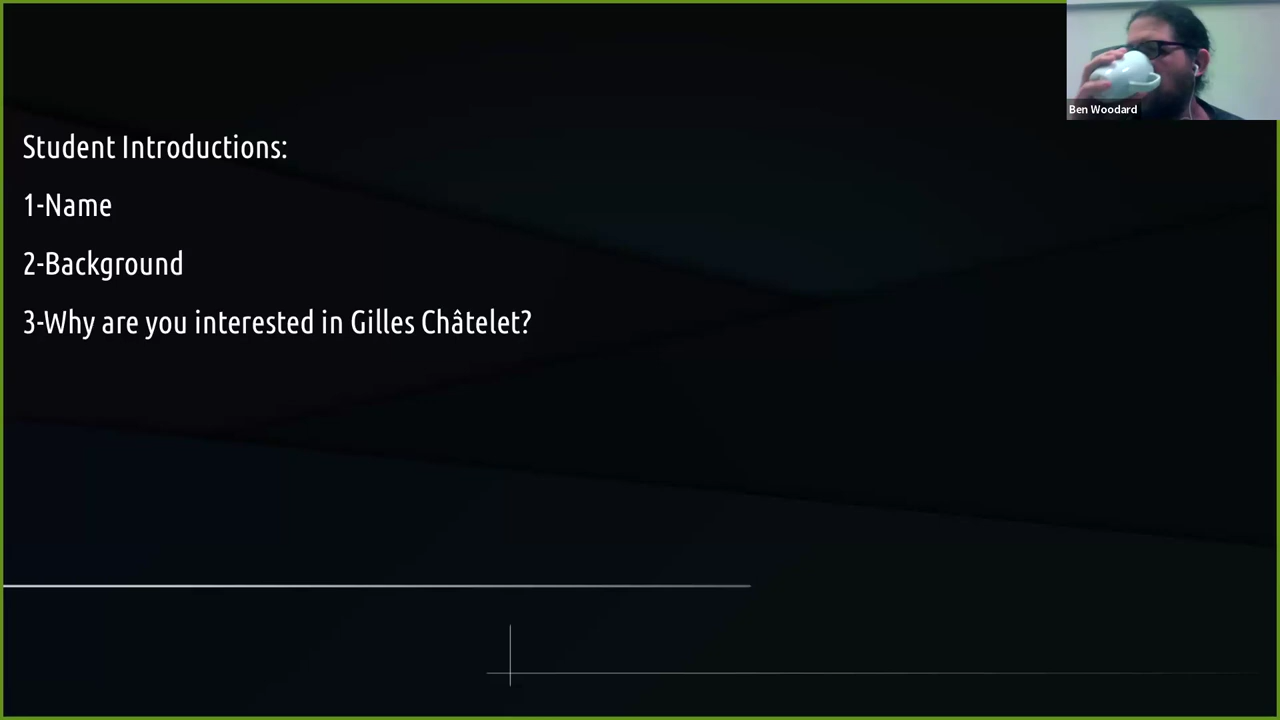 Student Introductions:
1-Name
2-Background
3-Why are you interested in Gilles Châtelet?
Ben Woodard